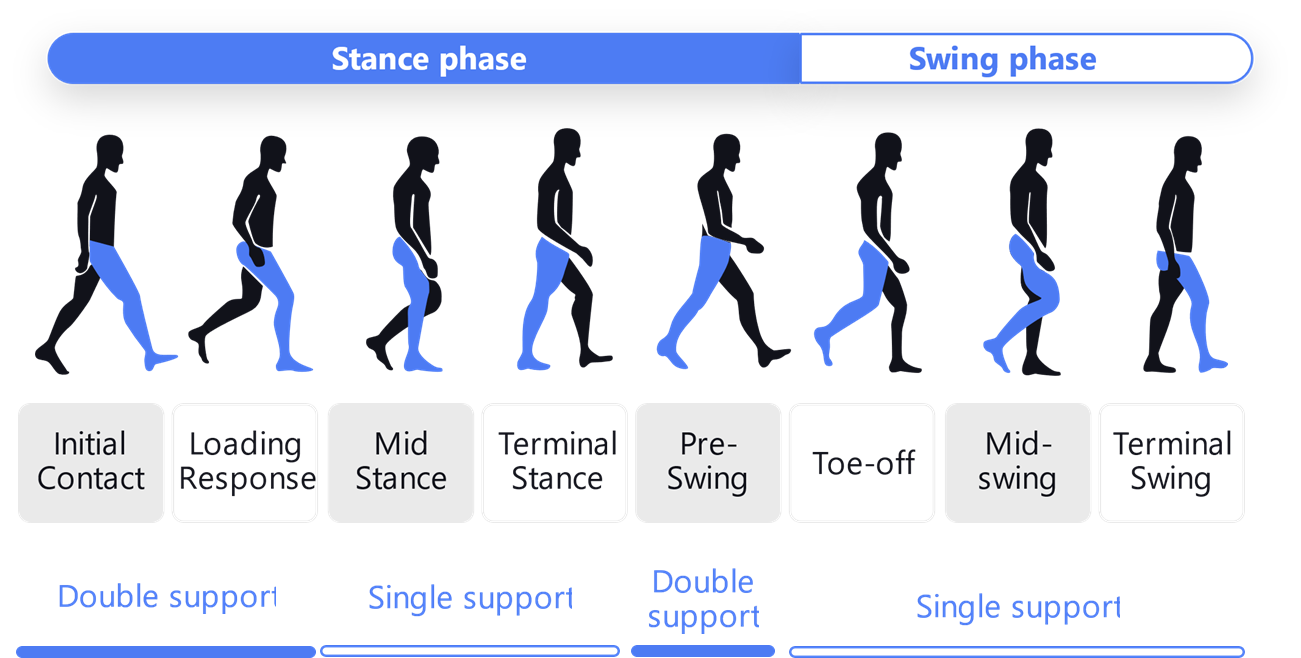 Stance phase
Swing phase
Initial
Contact
Loading
Response
Mid
Stance
Terminal
Stance
Pre-
Swing
Toe-off
Mid-
swing
Terminal
Swing
Double support
Single support
Double
support
Single support